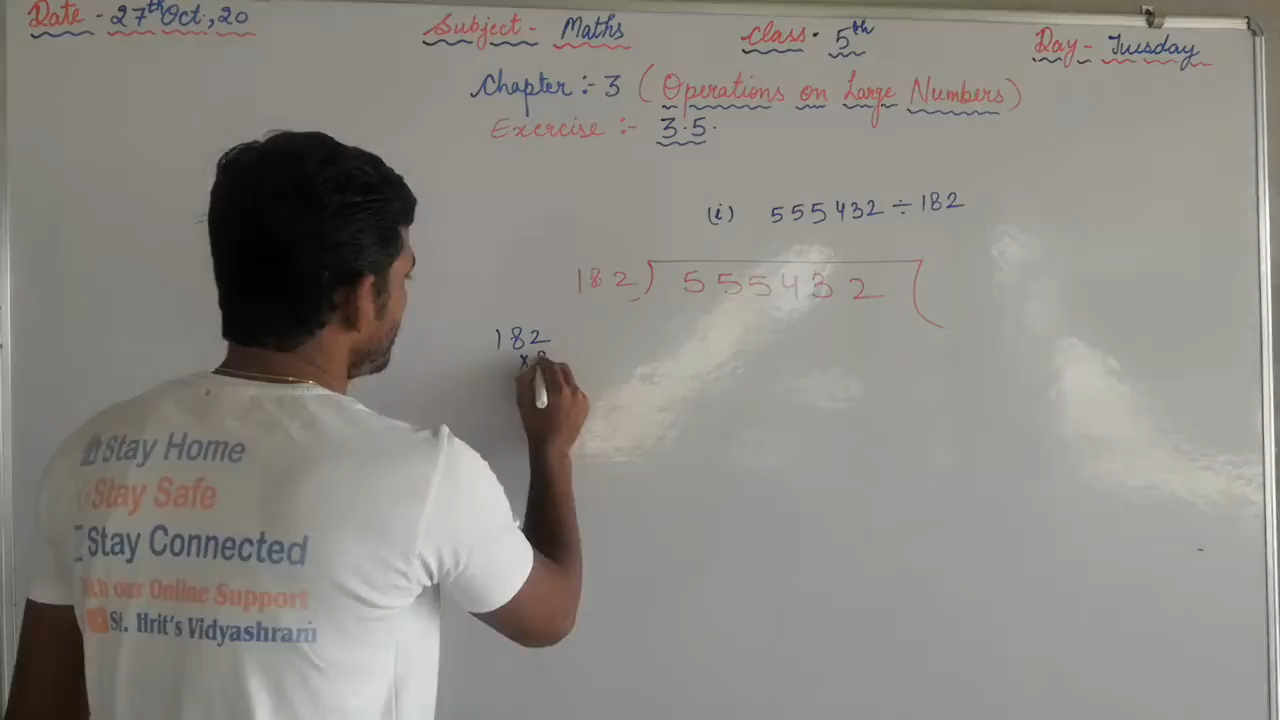 Date - 27th Oct, 20 Subject - Maths Class - 5th Day - Tuesday
Chapter :- 3 (Operations on Large Numbers)
Exercise :- 3.5.
(i) 555432 ÷ 182
182) 555432 (
182
×
Stay Home
Stay Safe
Stay Connected
our Online Support
St. Hrit's Vidyashram